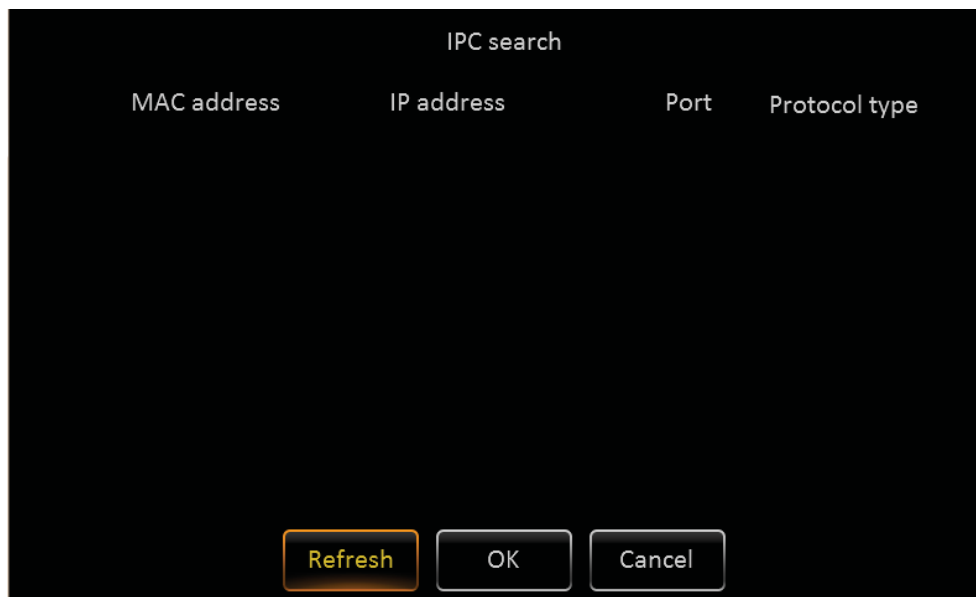 IPC search
MAC address IP address Port Protocol type
Refresh OK Cancel